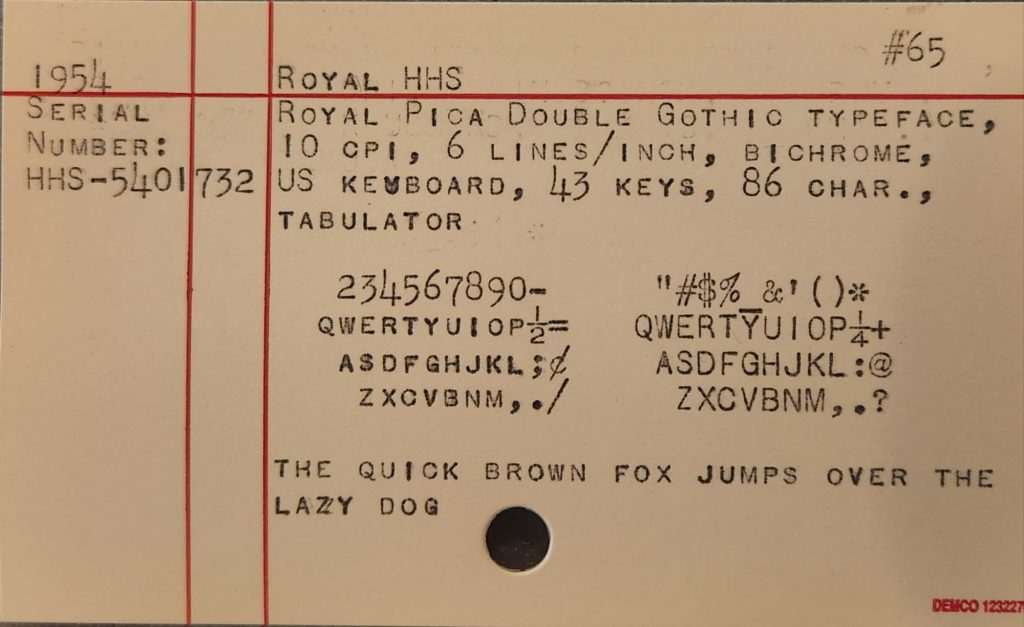 #65
1954 ROYAL HHS
SERIAL ROYAL PICA DOUBLE GOTHIC TYPEFACE,
NUMBER: 10 CPI, 6 LINES/INCH, BICHROME,
HHS-5401732 US KEYBOARD, 43 KEYS, 86 CHAR.,
TABULATOR
234567890- "#$%_&'()*
QWERTYUIOP½= QWERTYUIOP¼+
ASDFGHJKL;¢ ASDFGHJKL:@
ZXCVBNM,./ ZXCVBNM,.?
THE QUICK BROWN FOX JUMPS OVER THE
LAZY DOG